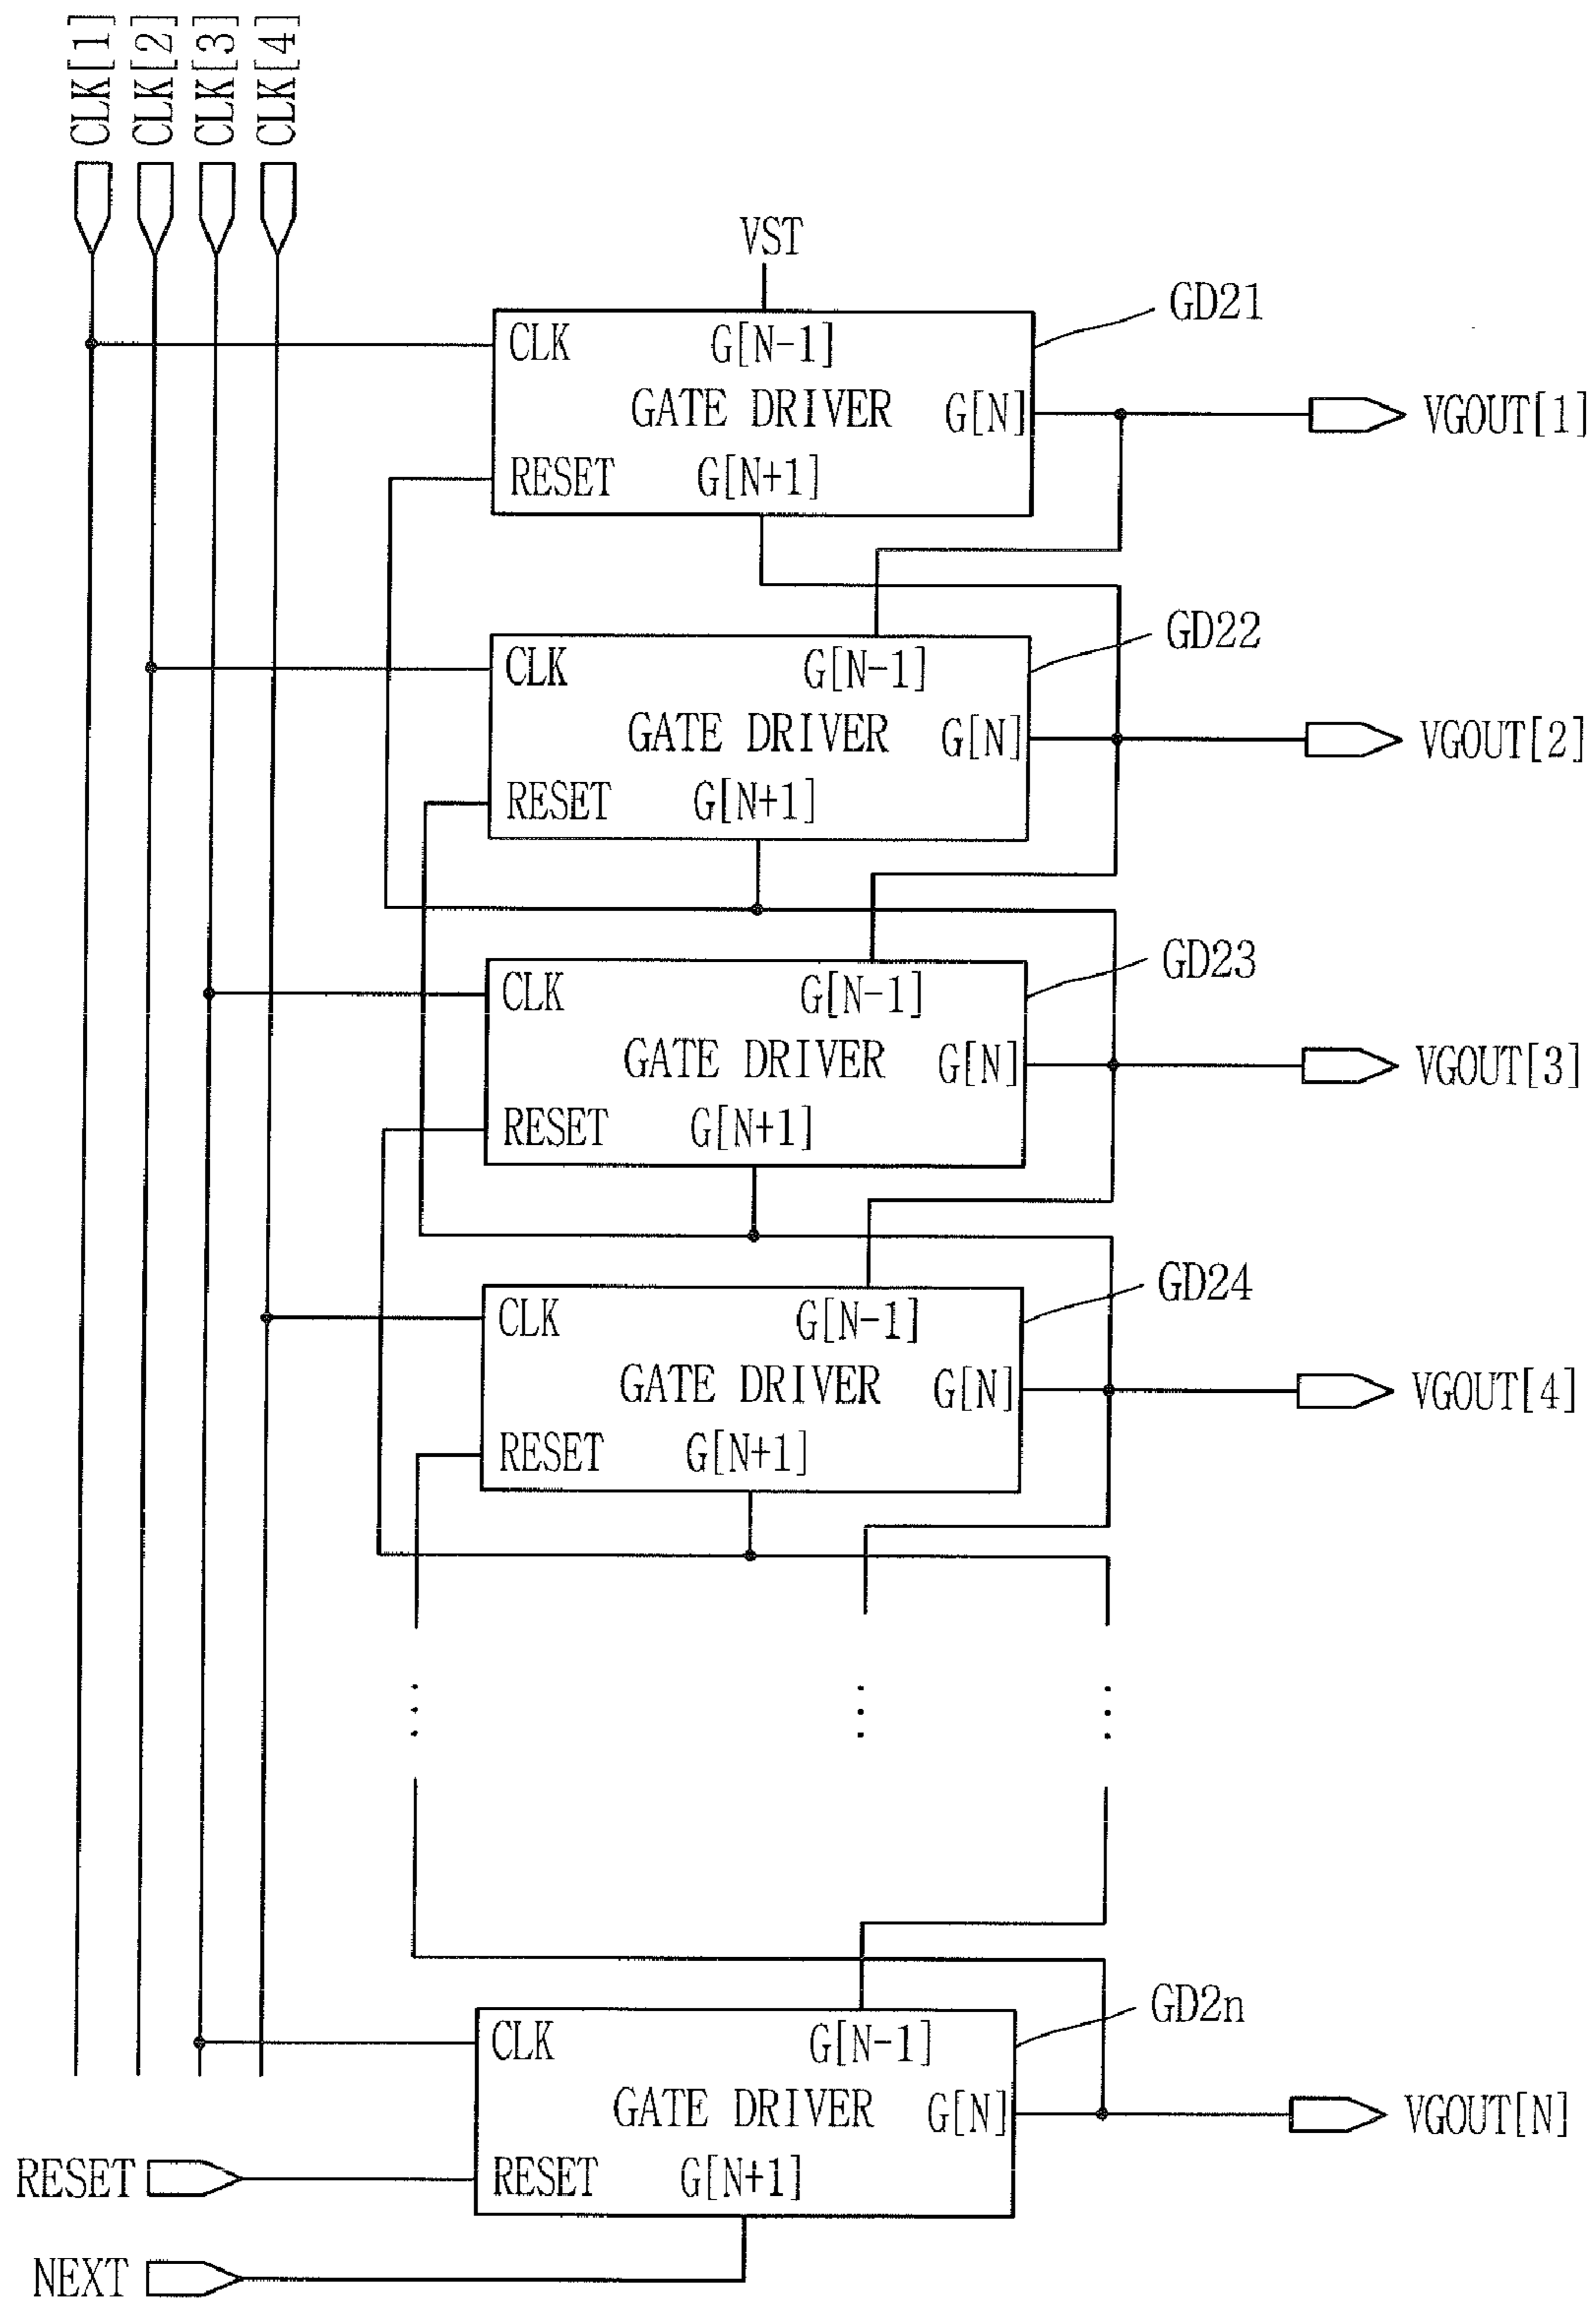 CLK[1]
CLK[2]
CLK[3]
CLK[4]
VST
GD21
CLK G[N-1]
GATE DRIVER G[N]
RESET G[N+1]
VGOUT[1]
GD22
CLK G[N-1]
GATE DRIVER G[N]
RESET G[N+1]
VGOUT[2]
GD23
CLK G[N-1]
GATE DRIVER G[N]
RESET G[N+1]
VGOUT[3]
GD24
CLK G[N-1]
GATE DRIVER G[N]
RESET G[N+1]
VGOUT[4]
GD2n
CLK G[N-1]
GATE DRIVER G[N]
RESET G[N+1]
VGOUT[N]
RESET
NEXT